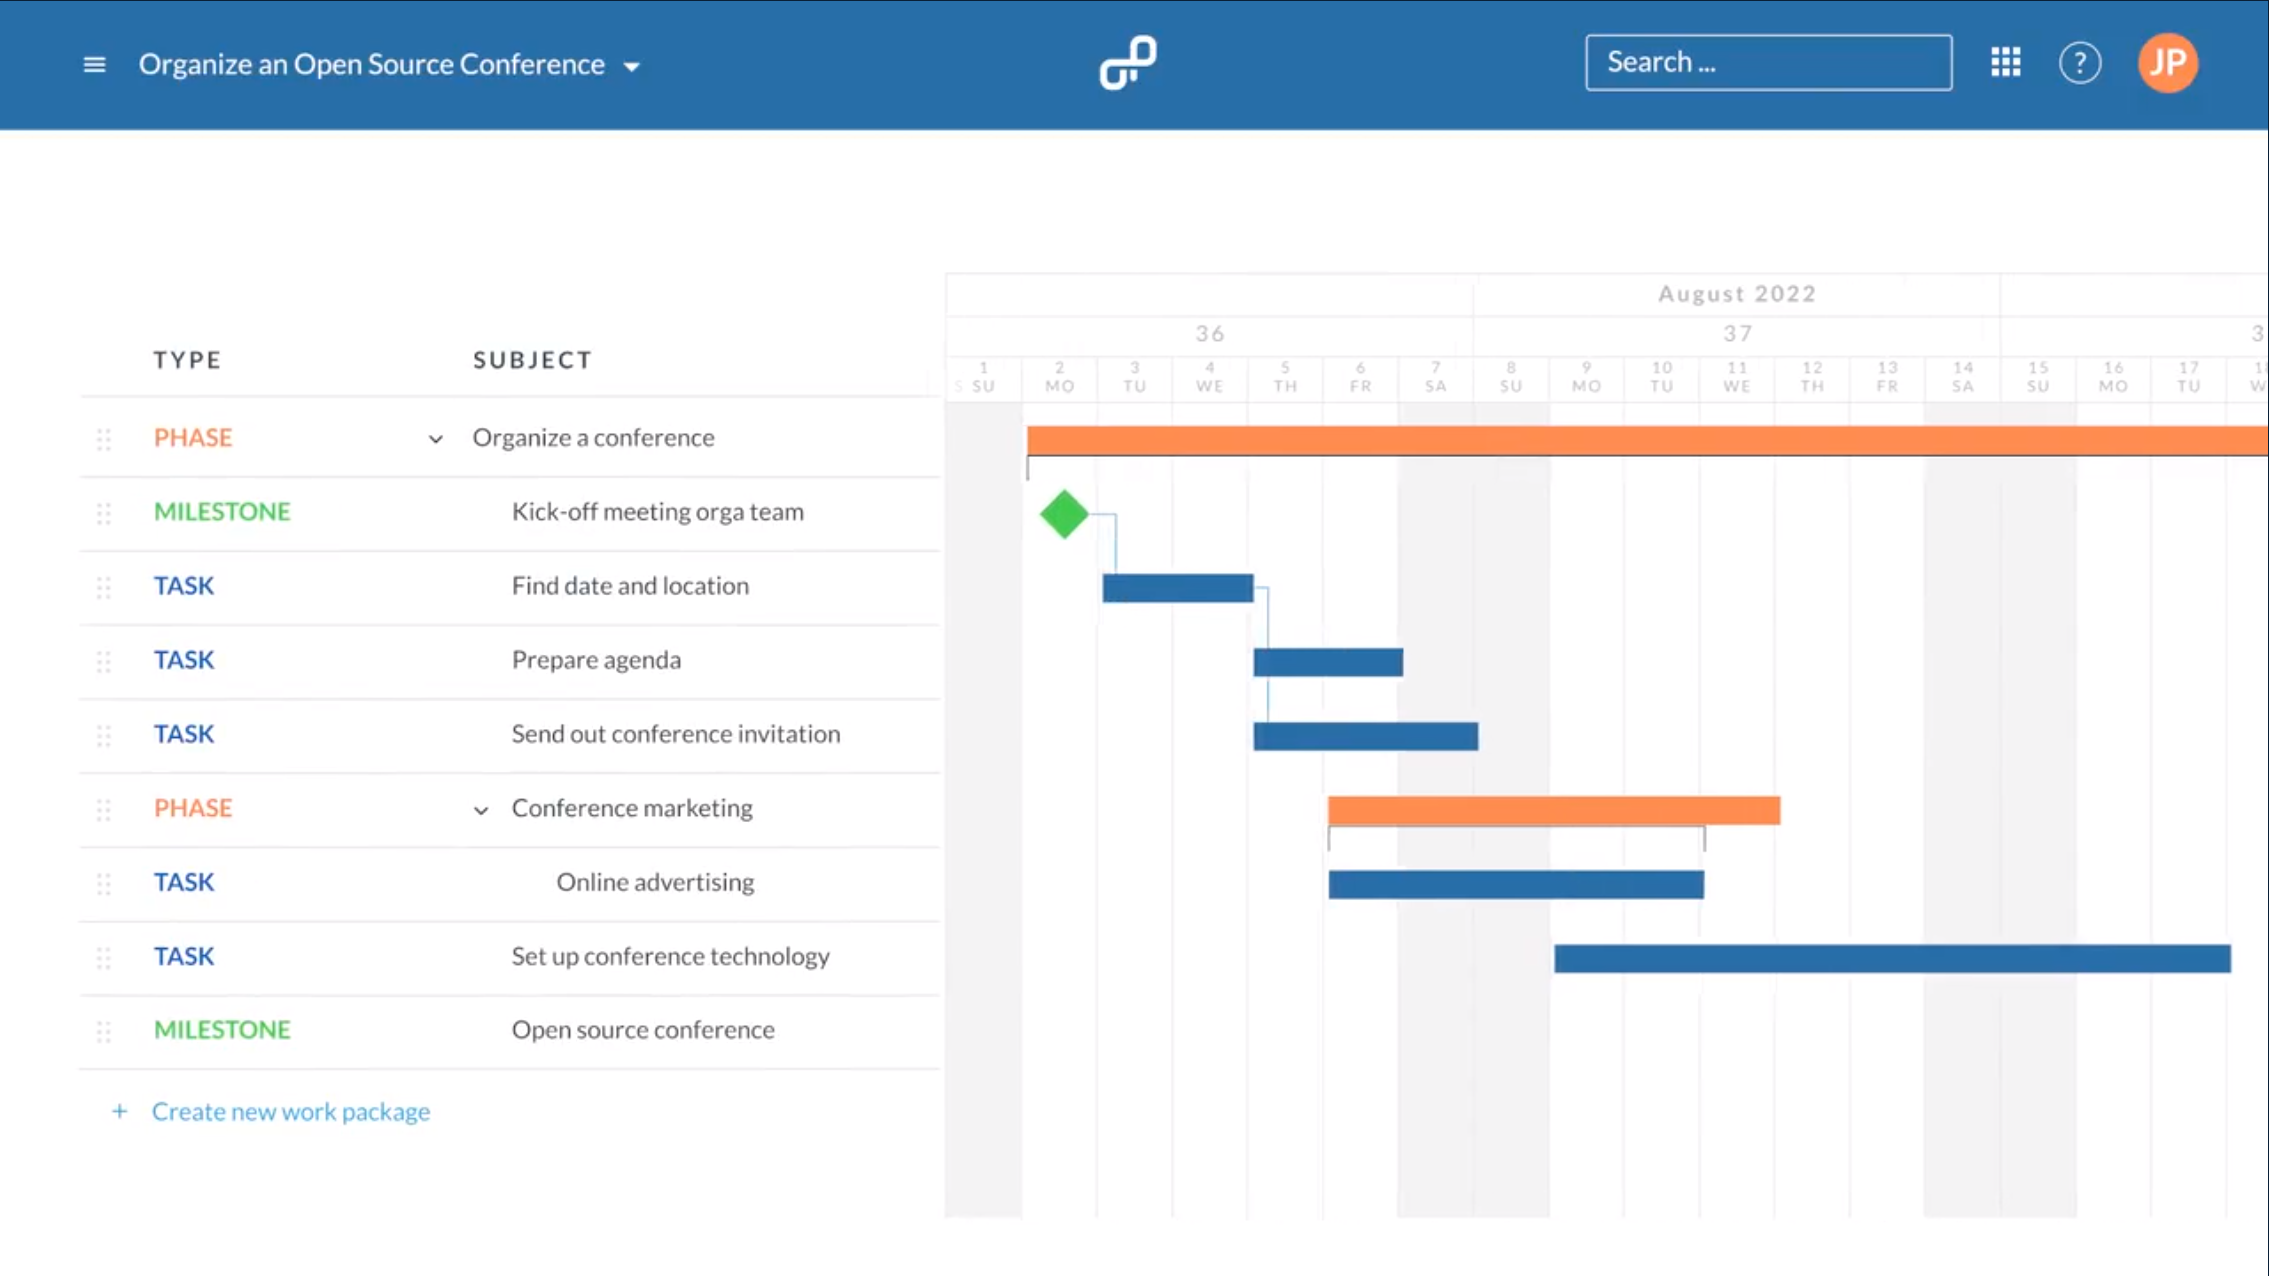 Organize an Open Source Conference
Search ...
?
JP
August 2022
36 37 3
TYPE SUBJECT
1 2 3 4 5 6 7 8 9 10 11 12 13 14 15 16 17
S SU MO TU WE TH FR SA SU MO TU WE TH FR SA SU MO TU W
PHASE Organize a conference
MILESTONE Kick-off meeting orga team
TASK Find date and location
TASK Prepare agenda
TASK Send out conference invitation
PHASE Conference marketing
TASK Online advertising
TASK Set up conference technology
MILESTONE Open source conference
+ Create new work package